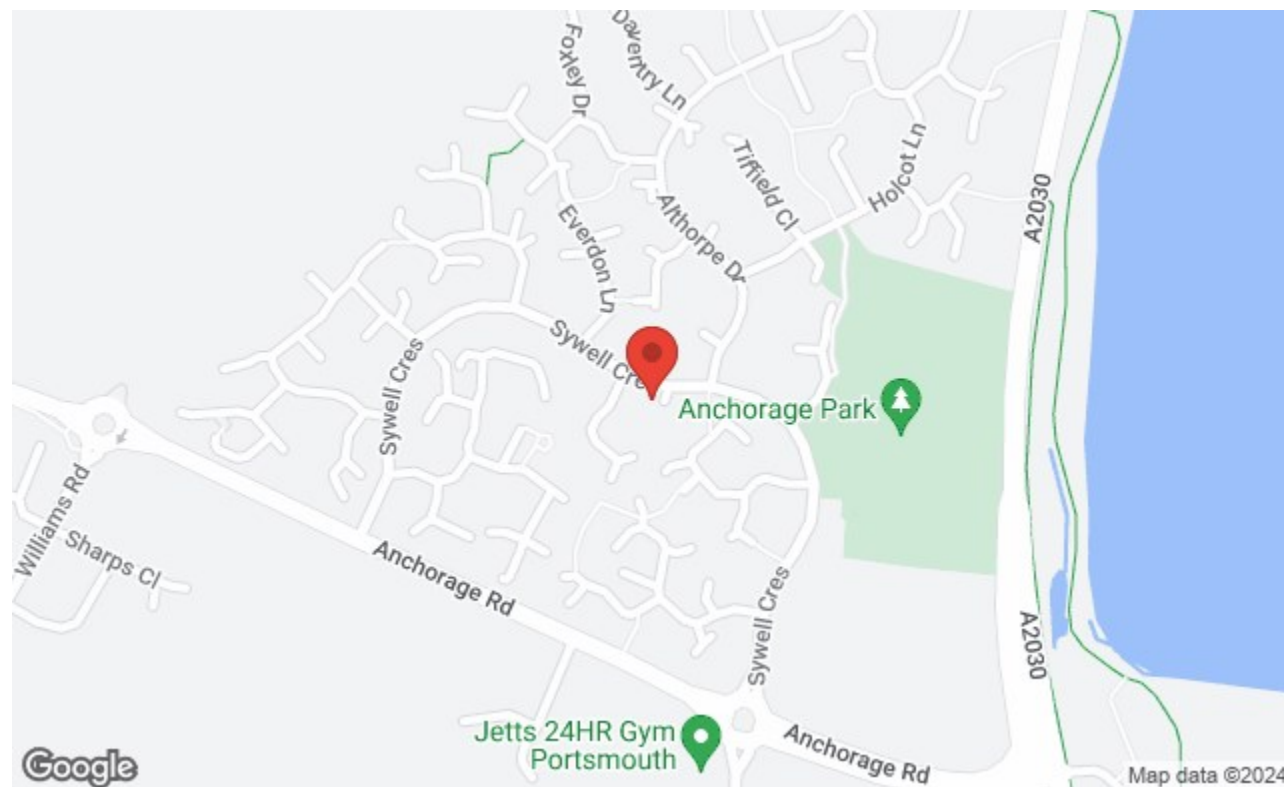 Foxley Dr
Daventry Ln
Tiffield Cl
Holcot Ln
A2030
Everdon Ln
Althorpe Dr
Sywell Cres
Sywell Cres
Anchorage Park
Williams Rd
Sharps Cl
Anchorage Rd
Sywell Cres
A2030
Jetts 24HR Gym
Portsmouth
Anchorage Rd
Google
Map data ©2024